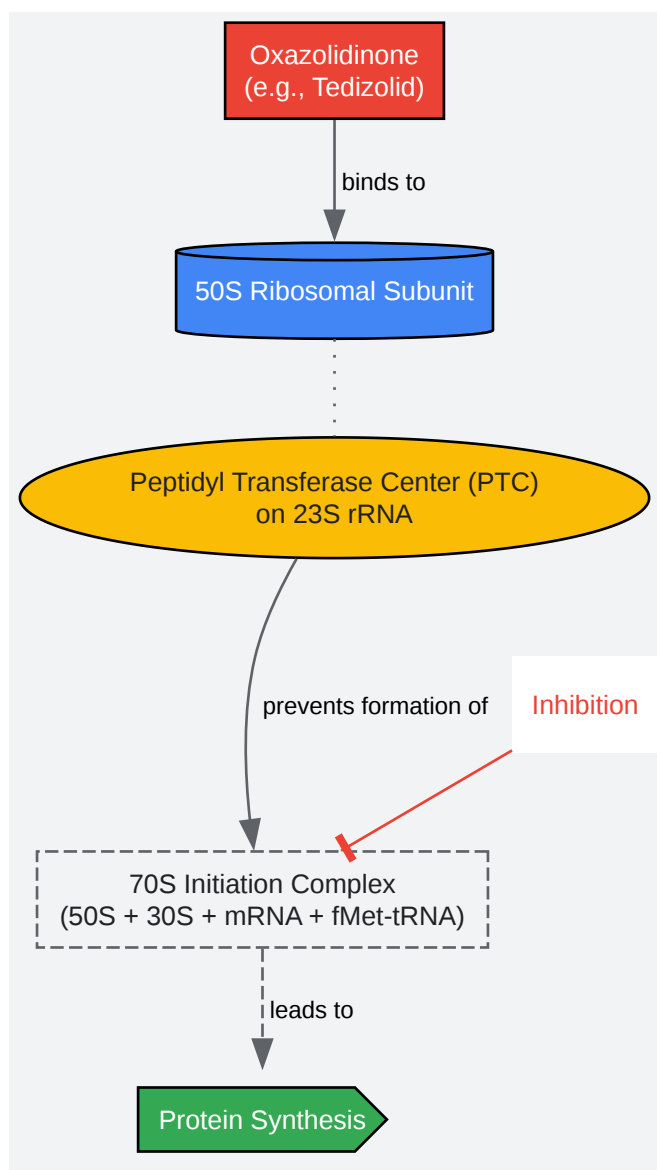 Oxazolidinone
(e.g., Tedizolid)
binds to
50S Ribosomal Subunit
Peptidyl Transferase Center (PTC)
on 23S rRNA
prevents formation of
Inhibition
70S Initiation Complex
(50S + 30S + mRNA + fMet-tRNA)
leads to
Protein Synthesis